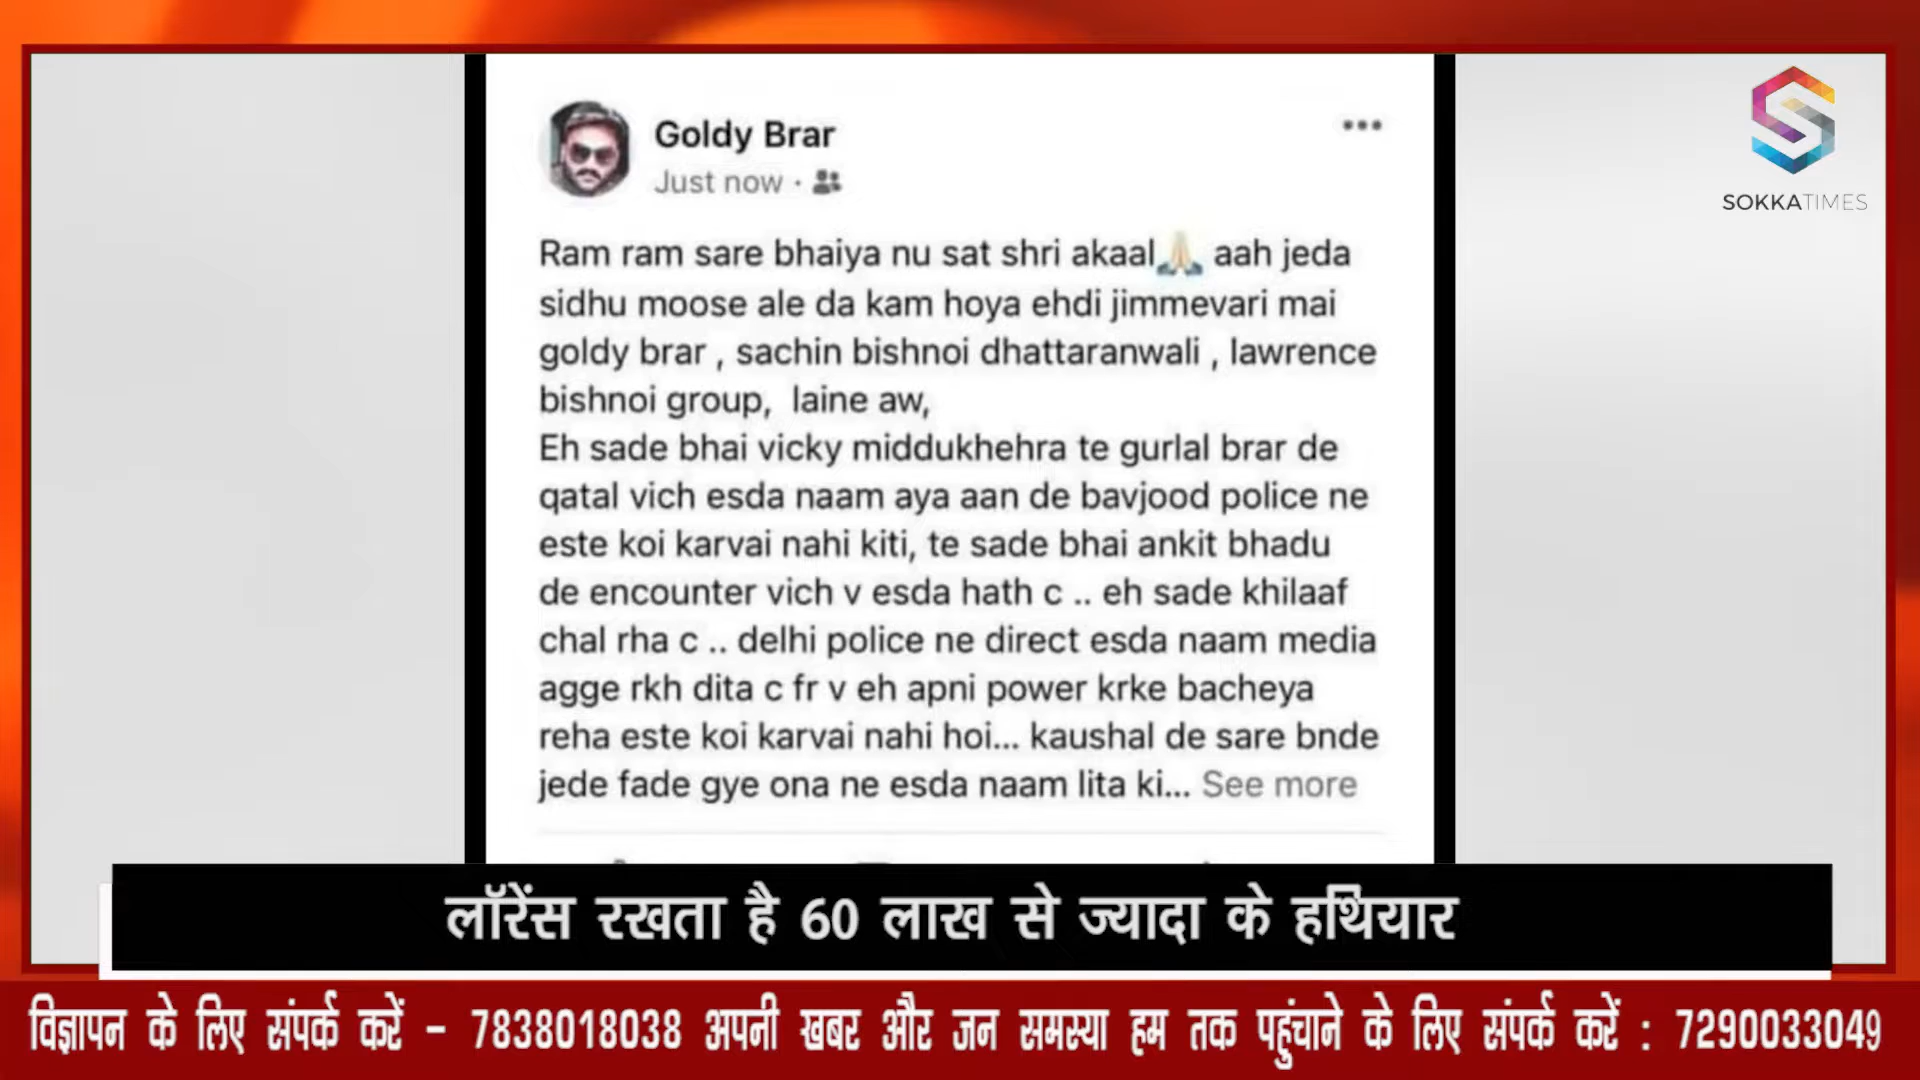 Goldy Brar
Just now ·
SOKKATIMES
Ram ram sare bhaiya nu sat shri akaal🙏🏻 aah jeda
sidhu moose ale da kam hoya ehdi jimmevari mai
goldy brar , sachin bishnoi dhattaranwali , lawrence
bishnoi group, laine aw,
Eh sade bhai vicky middukhehra te gurlal brar de
qatal vich esda naam aya aan de bavjood police ne
este koi karvai nahi kiti, te sade bhai ankit bhadu
de encounter vich v esda hath c .. eh sade khilaaf
chal rha c .. delhi police ne direct esda naam media
agge rkh dita c fr v eh apni power krke bacheya
reha este koi karvai nahi hoi... kaushal de sare bnde
jede fade gye ona ne esda naam lita ki... See more
लॉरेंस रखता है 60 लाख से ज्यादा के हथियार
विज्ञापन के लिए संपर्क करें - 7838018038 अपनी खबर और जन समस्या हम तक पहुंचाने के लिए संपर्क करें : 7290033049